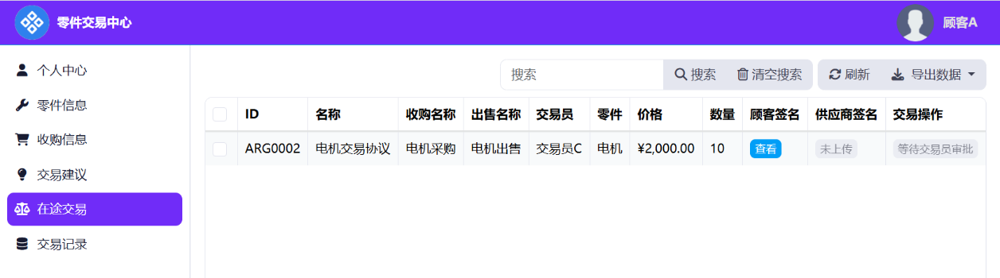 零件交易中心 顾客A
个人中心
零件信息
收购信息
交易建议
在途交易
交易记录
搜索 搜索 清空搜索 刷新 导出数据
ID 名称 收购名称 出售名称 交易员 零件 价格 数量 顾客签名 供应商签名 交易操作
ARG0002 电机交易协议 电机采购 电机出售 交易员C 电机 ¥2,000.00 10 查看 未上传 等待交易员审批